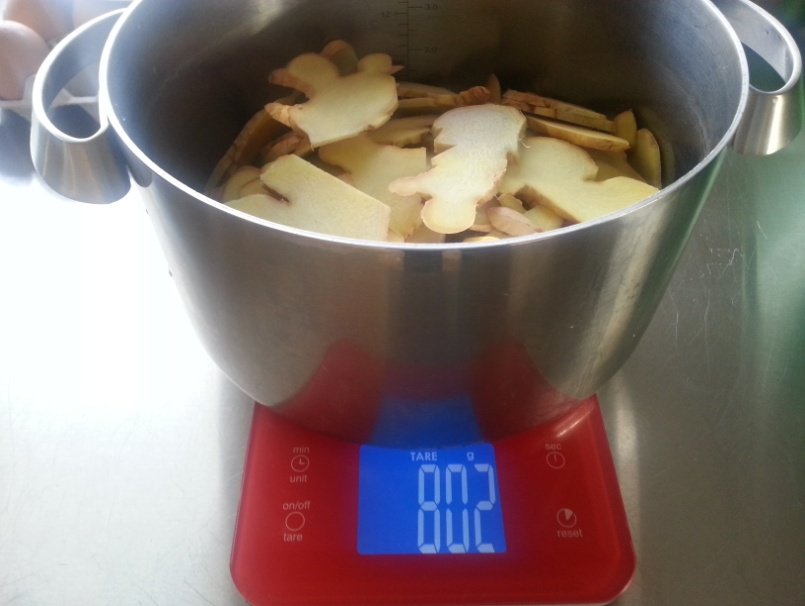 TARE g
802
min
unit
on/off
tare
sec
reset